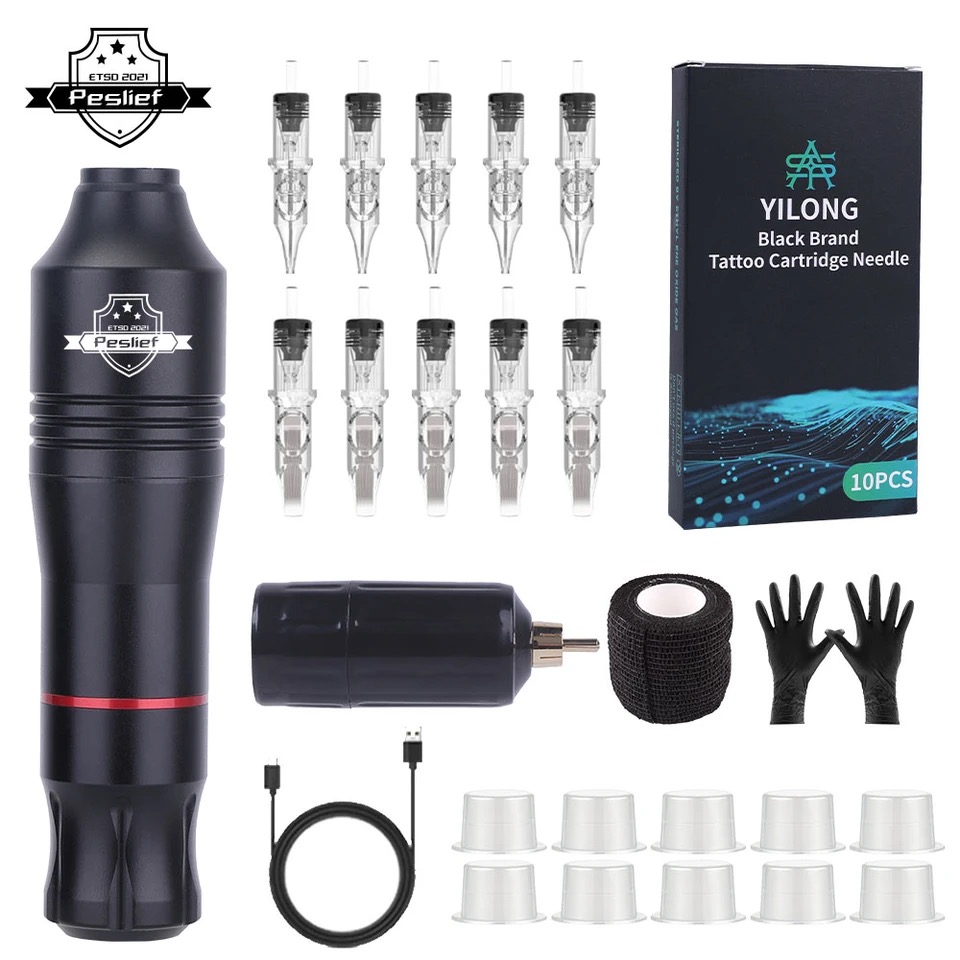 ETSD 2021
Peslief
ETSD 2021
Peslief
YILONG
Black Brand
Tattoo Cartridge Needle
10PCS